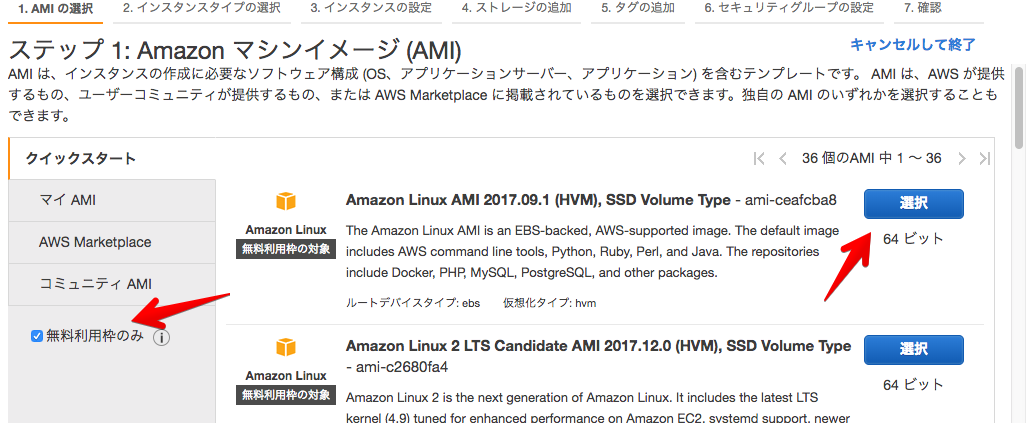 1. AMI の選択
2. インスタンスタイプの選択
3. インスタンスの設定
4. ストレージの追加
5. タグの追加
6. セキュリティグループの設定
7. 確認
ステップ 1: Amazon マシンイメージ (AMI)
キャンセルして終了
AMI は、インスタンスの作成に必要なソフトウェア構成 (OS、アプリケーションサーバー、アプリケーション) を含むテンプレートです。 AMI は、AWS が提供
するもの、ユーザーコミュニティが提供するもの、または AWS Marketplace に掲載されているものを選択できます。独自の AMI のいずれかを選択することも
できます。
クイックスタート
36 個のAMI 中 1 ～ 36
マイ AMI
AWS Marketplace
コミュニティ AMI
無料利用枠のみ
Amazon Linux
無料利用枠の対象
Amazon Linux AMI 2017.09.1 (HVM), SSD Volume Type - ami-ceafcba8
The Amazon Linux AMI is an EBS-backed, AWS-supported image. The default image
includes AWS command line tools, Python, Ruby, Perl, and Java. The repositories
include Docker, PHP, MySQL, PostgreSQL, and other packages.
ルートデバイスタイプ: ebs 仮想化タイプ: hvm
選択
64 ビット
Amazon Linux
無料利用枠の対象
Amazon Linux 2 LTS Candidate AMI 2017.12.0 (HVM), SSD Volume Type
- ami-c2680fa4
Amazon Linux 2 is the next generation of Amazon Linux. It includes the latest LTS
kernel (4.9) tuned for enhanced performance on Amazon EC2, systemd support, newer
選択
64 ビット